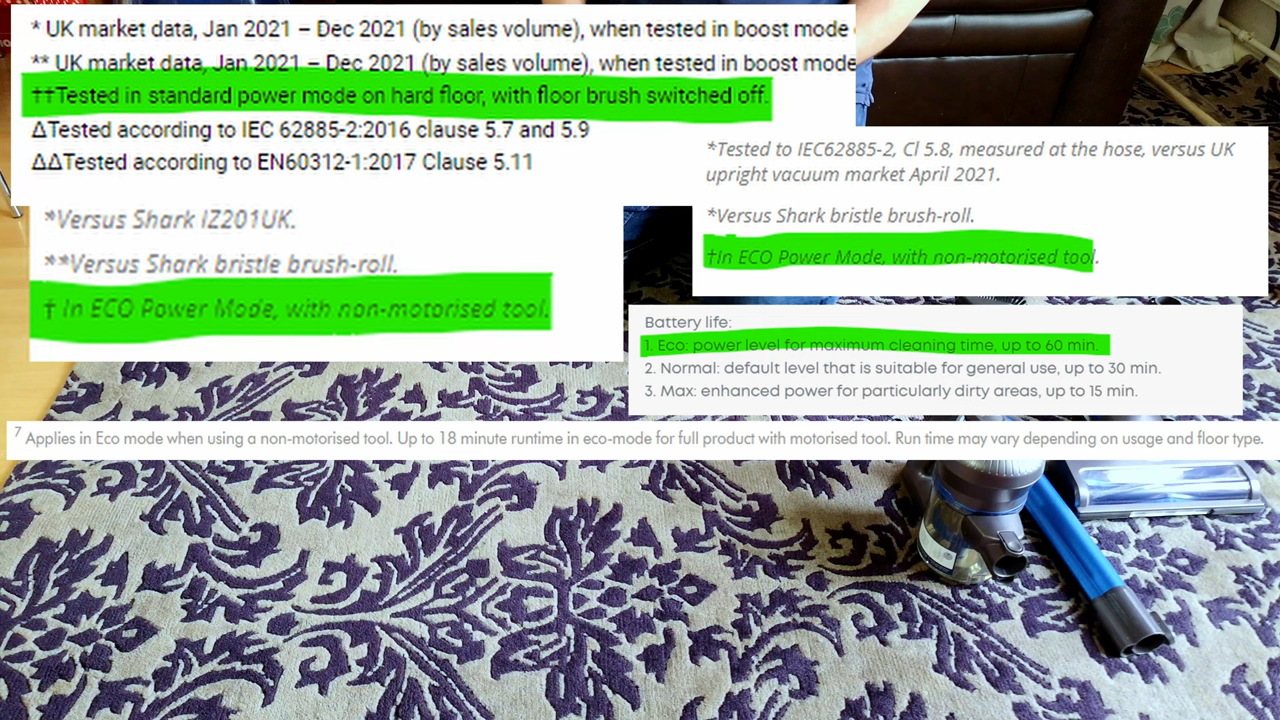 * UK market data, Jan 2021 – Dec 2021 (by sales volume), when tested in boost mode
** UK market data, Jan 2021 – Dec 2021 (by sales volume), when tested in boost mode
††Tested in standard power mode on hard floor, with floor brush switched off.
ΔTested according to IEC 62885-2:2016 clause 5.7 and 5.9
ΔΔTested according to EN60312-1:2017 Clause 5.11
*Versus Shark IZ201UK.
**Versus Shark bristle brush-roll.
† In ECO Power Mode, with non-motorised tool.
*Tested to IEC62885-2, Cl 5.8, measured at the hose, versus UK
upright vacuum market April 2021.
*Versus Shark bristle brush-roll.
†In ECO Power Mode, with non-motorised tool.
Battery life:
1. Eco: power level for maximum cleaning time, up to 60 min.
2. Normal: default level that is suitable for general use, up to 30 min.
3. Max: enhanced power for particularly dirty areas, up to 15 min.
7 Applies in Eco mode when using a non-motorised tool. Up to 18 minute runtime in eco-mode for full product with motorised tool. Run time may vary depending on usage and floor type.